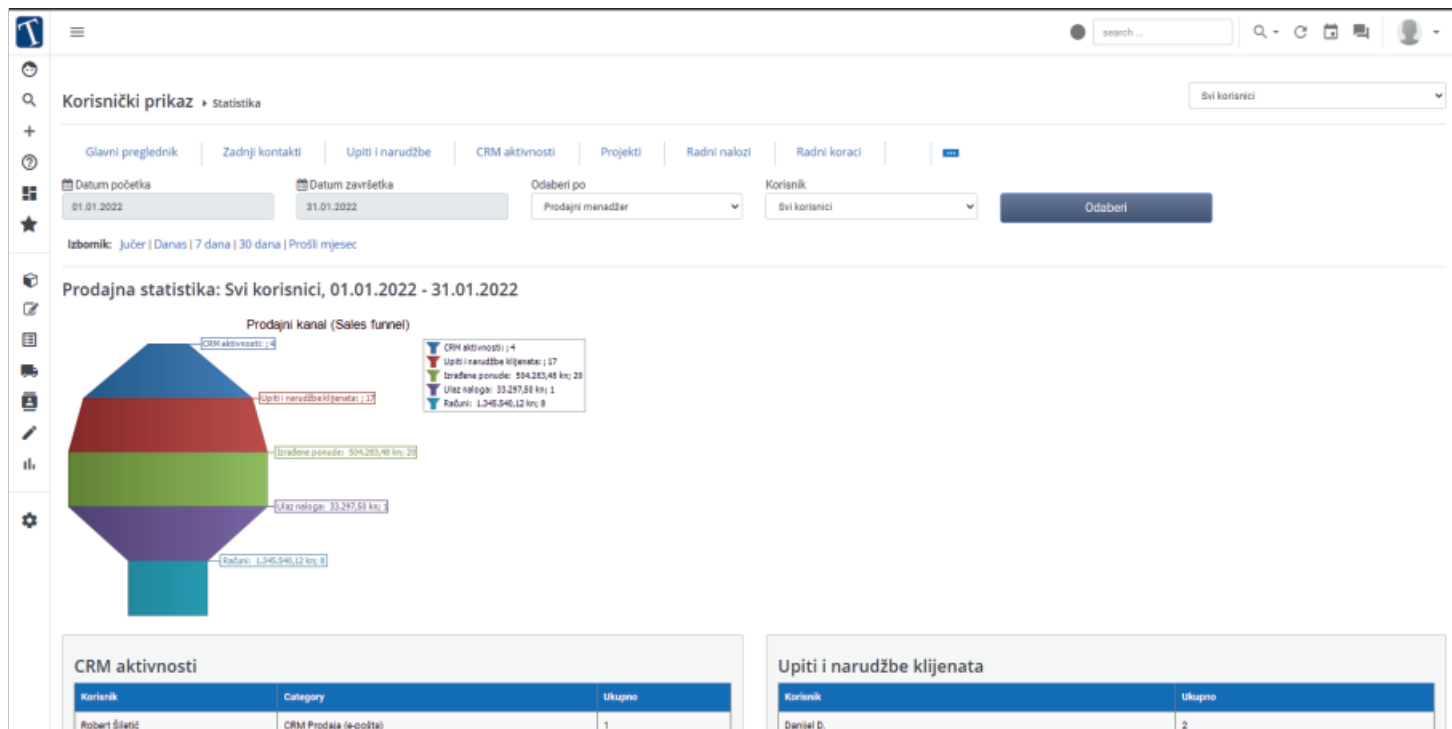 T
search ...
Korisnički prikaz ▸ Statistika
Svi korisnici
Glavni preglednik
Zadnji kontakti
Upiti i narudžbe
CRM aktivnosti
Projekti
Radni nalozi
Radni koraci
Datum početka
Datum završetka
Odaberi po
Korisnik
01.01.2022
31.01.2022
Prodajni menadžer
Svi korisnici
Odaberi
Izbornik: Jučer | Danas | 7 dana | 30 dana | Prošli mjesec
Prodajna statistika: Svi korisnici, 01.01.2022 - 31.01.2022
Prodajni kanal (Sales funnel)
CRM aktivnosti: ; 4
Upiti i narudžbe klijenata: ; 17
Izrađene ponude: 504.283,48 kn; 20
Ulaz naloga: 33.297,50 kn; 1
Računi: 1.345.540,12 kn; 8
CRM aktivnosti: ; 4
Upiti i narudžbe klijenata: ; 17
Izrađene ponude: 504.283,48 kn; 20
Ulaz naloga: 33.297,50 kn; 1
Računi: 1.345.540,12 kn; 8
CRM aktivnosti
Korisnik Category Ukupno
Robert Šiletić CRM Prodaja (e-pošta) 1
Upiti i narudžbe klijenata
Korisnik Ukupno
Danijel D. 2